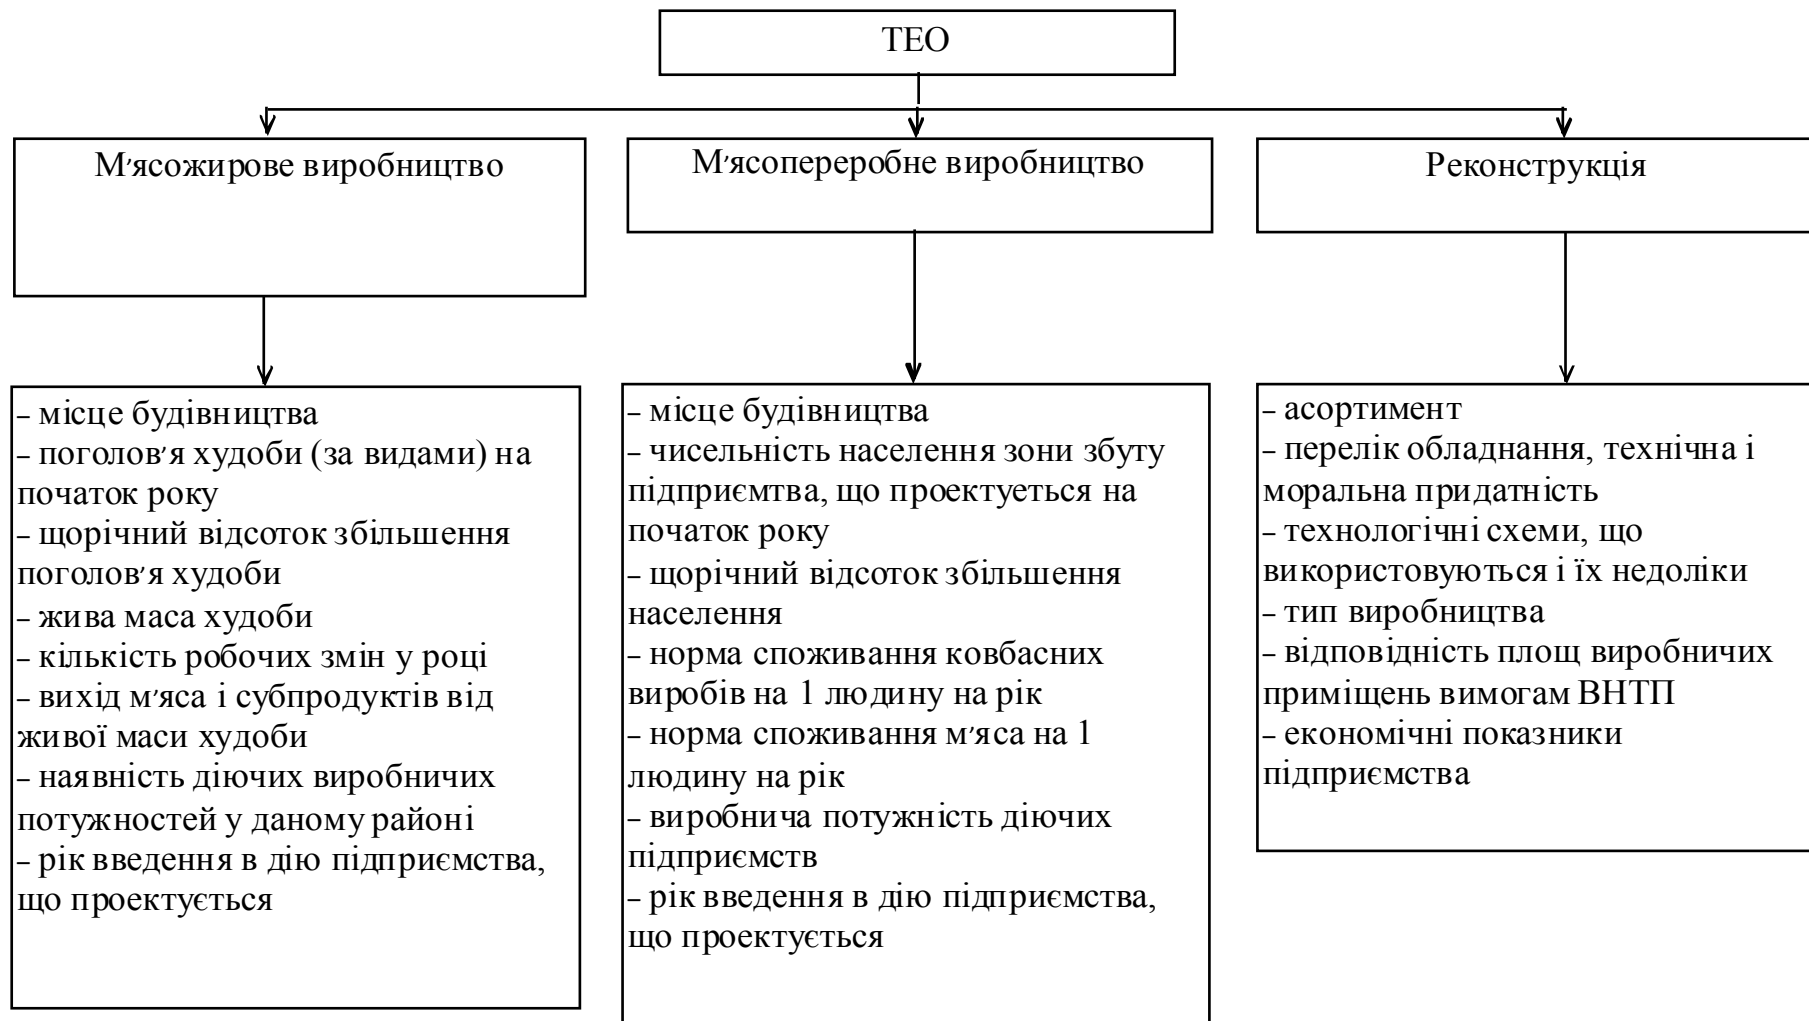 ТЕО
М'ясожирове виробництво
М'ясопереробне виробництво
Реконструкція
– місце будівництва
– поголов'я худоби (за видами) на
початок року
– щорічний відсоток збільшення
поголов'я худоби
– жива маса худоби
– кількість робочих змін у році
– вихід м'яса і субпродуктів від
живої маси худоби
– наявність діючих виробничих
потужностей у даному районі
– рік введення в дію підприємства,
що проектується
– місце будівництва
– чисельність населення зони збуту
підприємтва, що проектуеться на
початок року
– щорічний відсоток збільшення
населення
– норма споживання ковбасних
виробів на 1 людину на рік
– норма споживання м'яса на 1
людину на рік
– виробнича потужність діючих
підприємств
– рік введення в дію підприємства,
що проектується
– асортимент
– перелік обладнання, технічна і
моральна придатність
– технологічні схеми, що
використовуються і їх недоліки
– тип виробництва
– відповідність площ виробничих
приміщень вимогам ВНТП
– економічні показники
підприємства